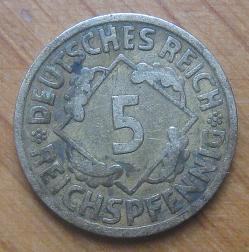 DEUTSCHES REICH
5
REICHSPFENNIG